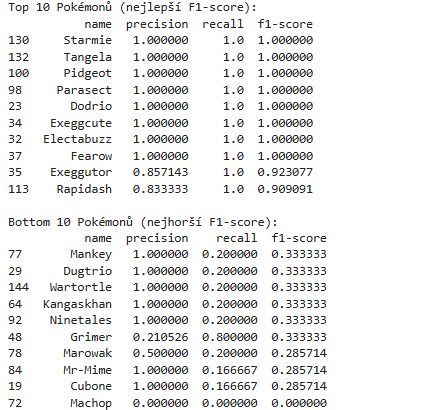 Top 10 Pokémonů (nejlepší F1-score):
name precision recall f1-score
130 Starmie 1.000000 1.0 1.000000
132 Tangela 1.000000 1.0 1.000000
100 Pidgeot 1.000000 1.0 1.000000
98 Parasect 1.000000 1.0 1.000000
23 Dodrio 1.000000 1.0 1.000000
34 Exeggcute 1.000000 1.0 1.000000
32 Electabuzz 1.000000 1.0 1.000000
37 Fearow 1.000000 1.0 1.000000
35 Exeggutor 0.857143 1.0 0.923077
113 Rapidash 0.833333 1.0 0.909091
Bottom 10 Pokémonů (nejhorší F1-score):
name precision recall f1-score
77 Mankey 1.000000 0.200000 0.333333
29 Dugtrio 1.000000 0.200000 0.333333
144 Wartortle 1.000000 0.200000 0.333333
64 Kangaskhan 1.000000 0.200000 0.333333
92 Ninetales 1.000000 0.200000 0.333333
48 Grimer 0.210526 0.800000 0.333333
78 Marowak 0.500000 0.200000 0.285714
84 Mr-Mime 1.000000 0.166667 0.285714
19 Cubone 1.000000 0.166667 0.285714
72 Machop 0.000000 0.000000 0.000000